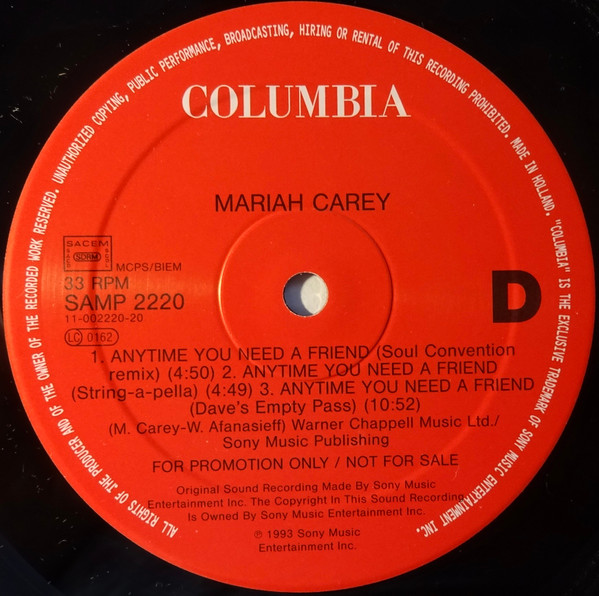 ALL RIGHTS OF THE PRODUCER AND OF THE OWNER OF THE RECORDED WORK RESERVED. UNAUTHORIZED COPYING, PUBLIC PERFORMANCE, BROADCASTING, HIRING OR RENTAL OF THIS RECORDING PROHIBITED. MADE IN HOLLAND. "COLUMBIA" IS THE EXCLUSIVE TRADEMARK OF SONY MUSIC ENTERTAINMENT INC.
COLUMBIA
MARIAH CAREY
SACEM
SDRM
MCPS/BIEM
33 RPM
SAMP 2220
11-002220-20
LC 0162
D
1. ANYTIME YOU NEED A FRIEND (Soul Convention
remix) (4:50) 2. ANYTIME YOU NEED A FRIEND
(String-a-pella) (4:49) 3. ANYTIME YOU NEED A FRIEND
(Dave's Empty Pass) (10:52)
(M. Carey-W. Afanasieff) Warner Chappell Music Ltd./
Sony Music Publishing
FOR PROMOTION ONLY / NOT FOR SALE
Original Sound Recording Made By Sony Music
Entertainment Inc. The Copyright In This Sound Recording
Is Owned By Sony Music Entertainment Inc.
℗ 1993 Sony Music
Entertainment Inc.